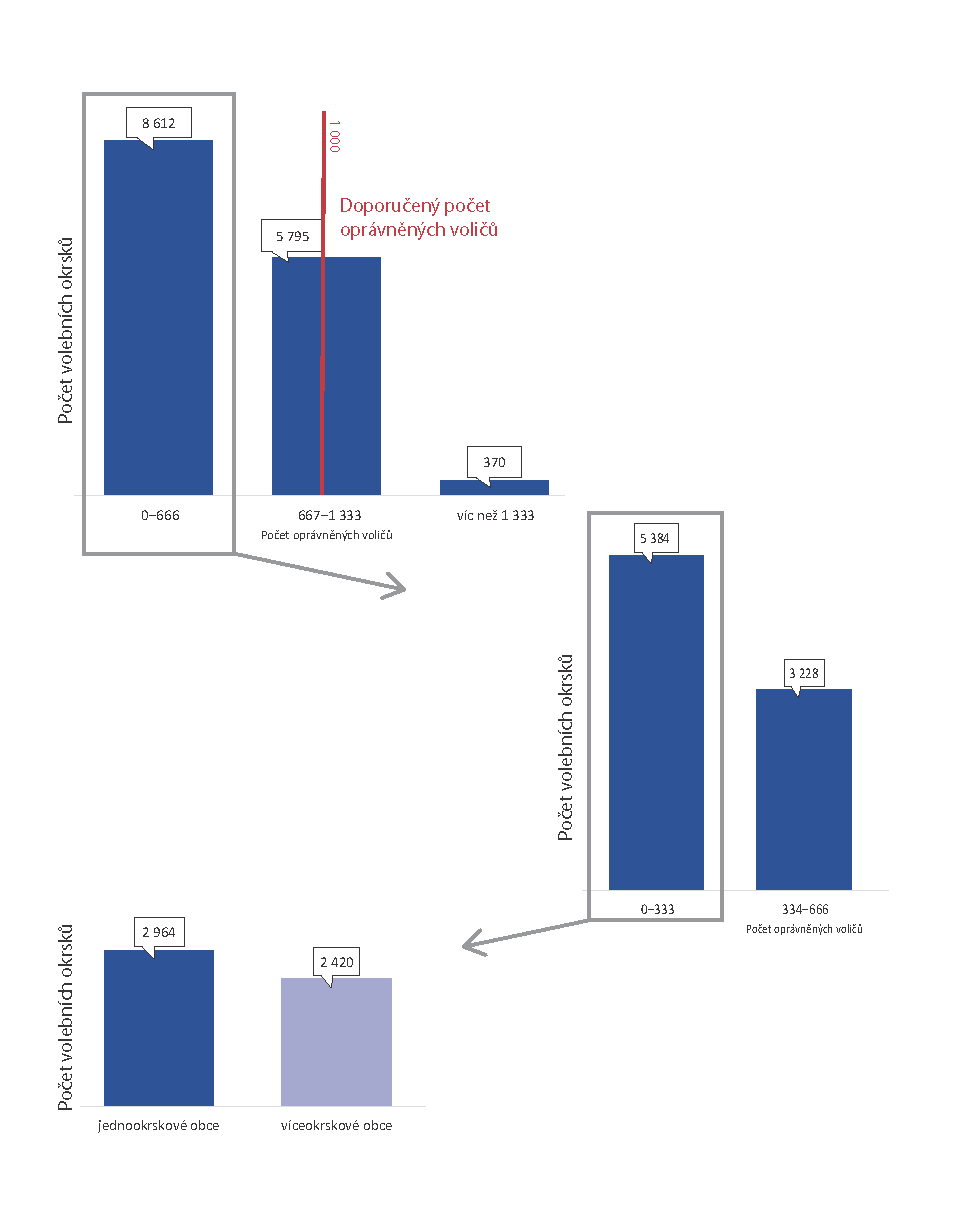 8 612
1 000
Doporučený počet
oprávněných voličů
5 795
370
Počet volebních okrsků
0–666
667–1 333
víc než 1 333
Počet oprávněných voličů
5 384
3 228
Počet volebních okrsků
0–333
334–666
Počet oprávněných voličů
2 964
2 420
Počet volebních okrsků
jednookrskové obce
víceokrskové obce